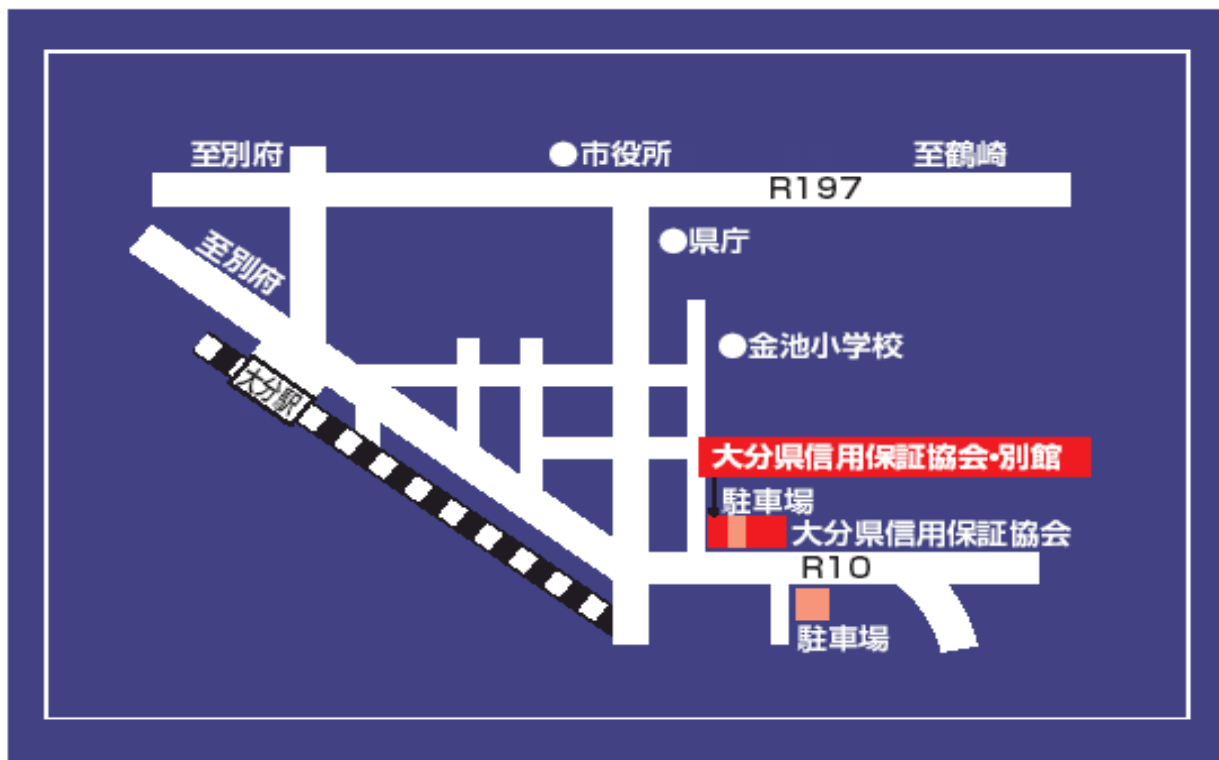 至別府
●市役所
至鶴崎
R197
至別府
●県庁
●金池小学校
大分駅
大分県信用保証協会・別館
駐車場
大分県信用保証協会
R10
駐車場